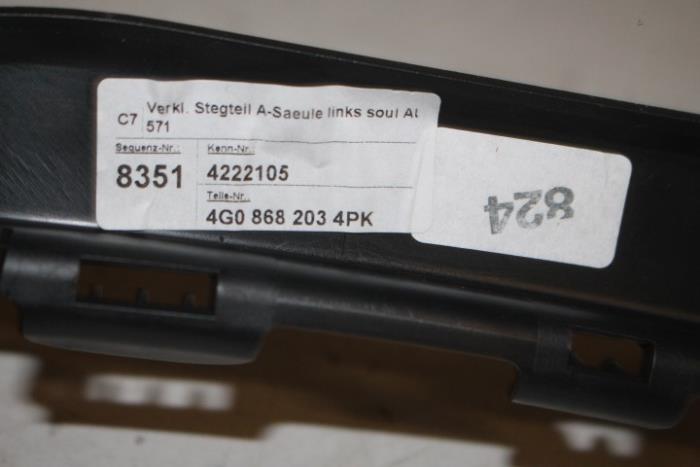 C7 Verkl. Stegteil A-Saeule links soul At
571
Sequenz-Nr.: Kenn-Nr.:
8351 4222105
Teile-Nr.:
4G0 868 203 4PK
824